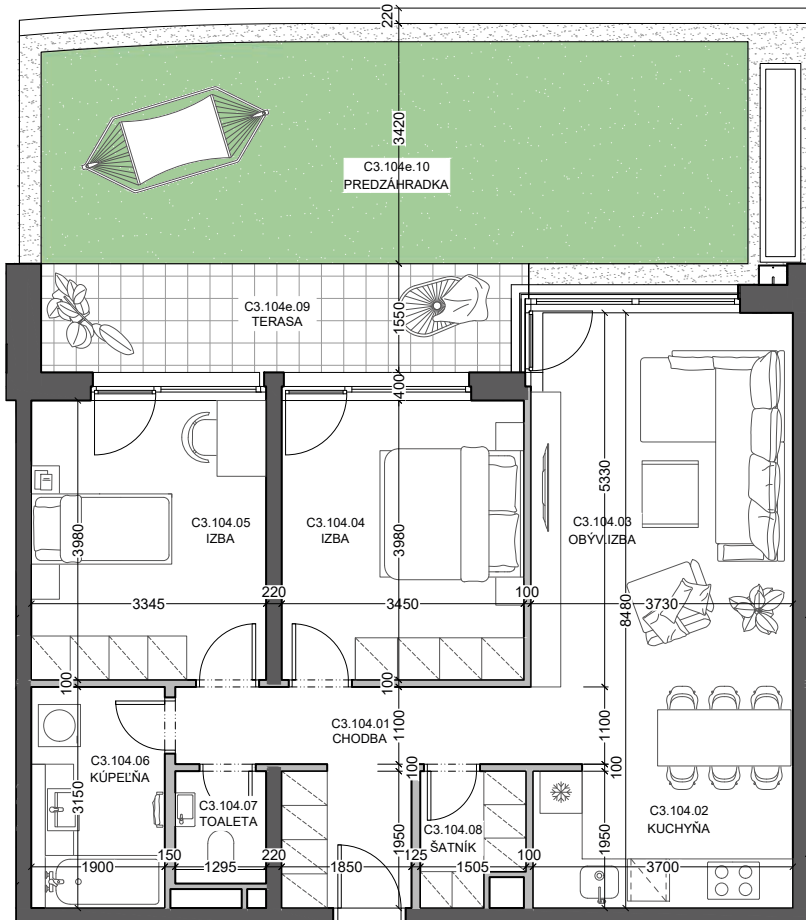 220
3420
C3.104e.10
PREDZÁHRADKA
C3.104e.09
TERASA
1550
400
C3.104.05
IZBA
3980
C3.104.04
IZBA
3980
C3.104.03
OBÝV.IZBA
5330
8480
3345
220
3450
100
3730
100
100
C3.104.01
CHODBA
1100
1100
C3.104.06
KÚPEĽŇA
3150
C3.104.07
TOALETA
100
C3.104.08
ŠATNÍK
1950
100
C3.104.02
KUCHYŇA
1950
1900
150
1295
220
1850
125
1505
100
3700